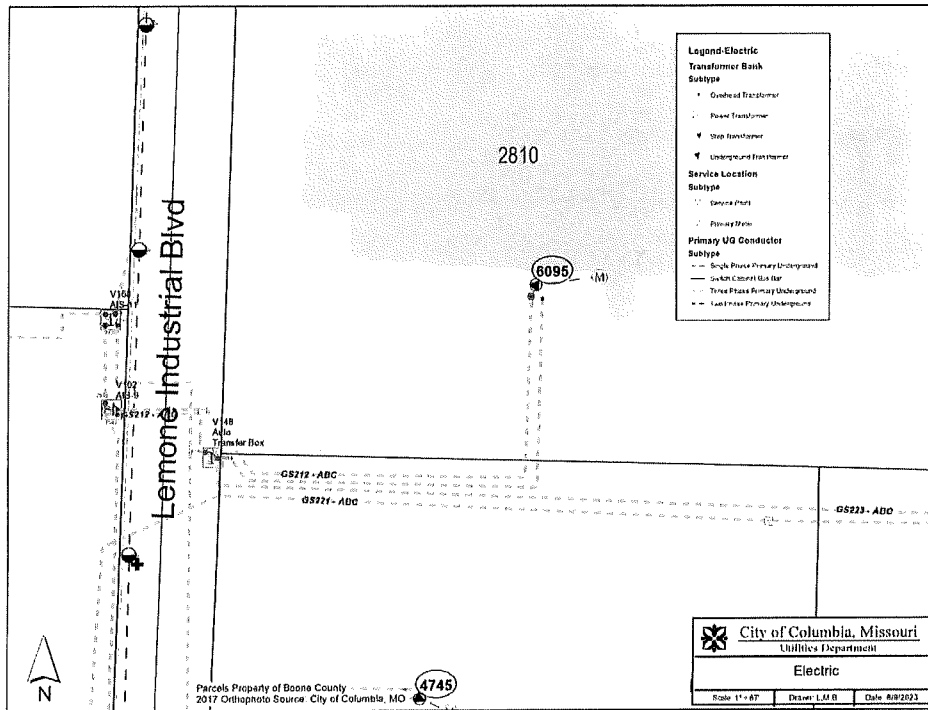 Legend-Electric
Transformer Bank
Subtype
Overhead Transformer
Power Transformer
Step Transformer
Underground Transformer
Service Location
Subtype
Service Point
Primary Meter
Primary UG Conductor
Subtype
Single Phase Primary Underground
Switch Cabinet Bus Bar
Three Phase Primary Underground
Two Phase Primary Underground
2810
6095
(M)
Lemone Industrial Blvd
V102
GS212 - ABC
V148
Auto
Transfer Box
GS212 - ABC
GS221 - ABC
GS223 - ABC
N
Parcels Property of Boone County
2017 Orthophoto Source: City of Columbia, MO
4745
City of Columbia, Missouri
Utilities Department
Electric
Scale 1" = 67'
Drawn: L.M.B
Date: 8/9/2023